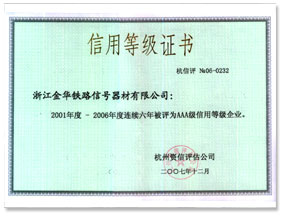 信用等级证书
杭信评 №06-0232
浙江金华铁路信号器材有限公司：
2001年度 - 2006年度连续六年被评为AAA级信用等级企业。
杭州资信评估公司
二〇〇七年十二月